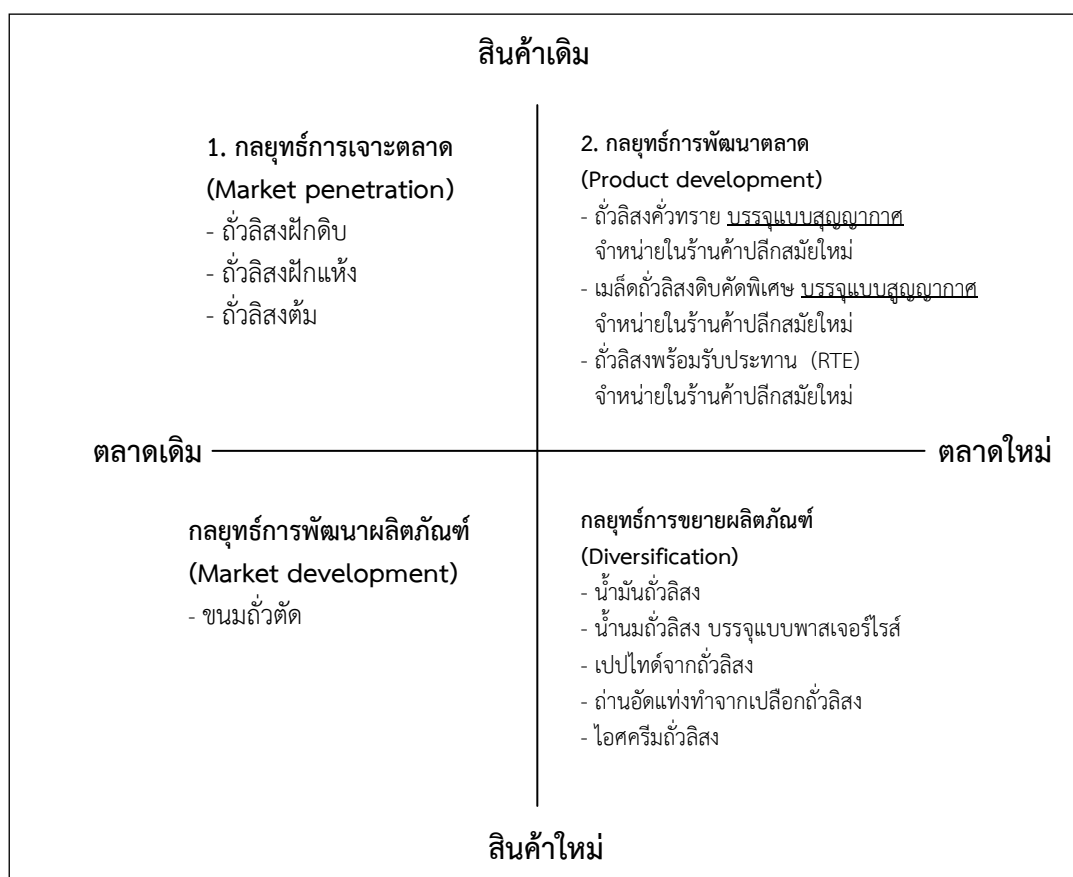 สินค้าเดิม
1. กลยุทธ์การเจาะตลาด
(Market penetration)
- ถั่วลิสงฝักดิบ
- ถั่วลิสงฝักแห้ง
- ถั่วลิสงต้ม
2. กลยุทธ์การพัฒนาตลาด
(Product development)
- ถั่วลิสงคั่วทราย บรรจุแบบสุญญากาศ
จำหน่ายในร้านค้าปลีกสมัยใหม่
- เมล็ดถั่วลิสงดิบคัดพิเศษ บรรจุแบบสูญญากาศ
จำหน่ายในร้านค้าปลีกสมัยใหม่
- ถั่วลิสงพร้อมรับประทาน (RTE)
จำหน่ายในร้านค้าปลีกสมัยใหม่
ตลาดเดิม
ตลาดใหม่
กลยุทธ์การพัฒนาผลิตภัณฑ์
(Market development)
- ขนมถั่วตัด
กลยุทธ์การขยายผลิตภัณฑ์
(Diversification)
- น้ำมันถั่วลิสง
- น้ำนมถั่วลิสง บรรจุแบบพาสเจอร์ไรส์
- เปปไทด์จากถั่วลิสง
- ถ่านอัดแท่งทำจากเปลือกถั่วลิสง
- ไอศครีมถั่วลิสง
สินค้าใหม่